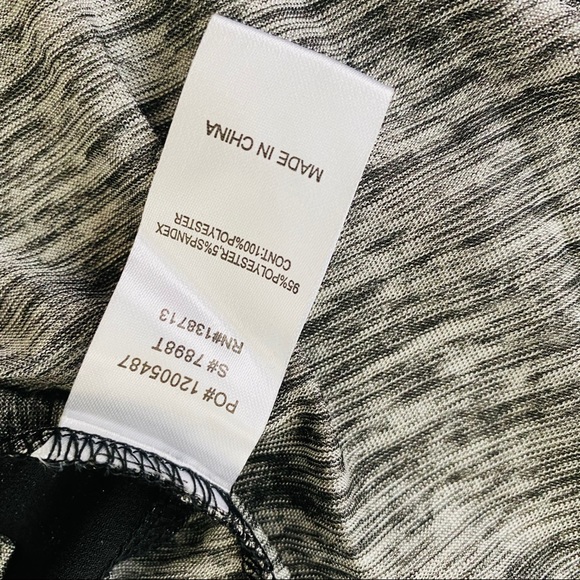 PO# 12005487
S# 7898T
RN#138713
95%POLYESTER,5%SPANDEX
CONT:100%POLYESTER
MADE IN CHINA